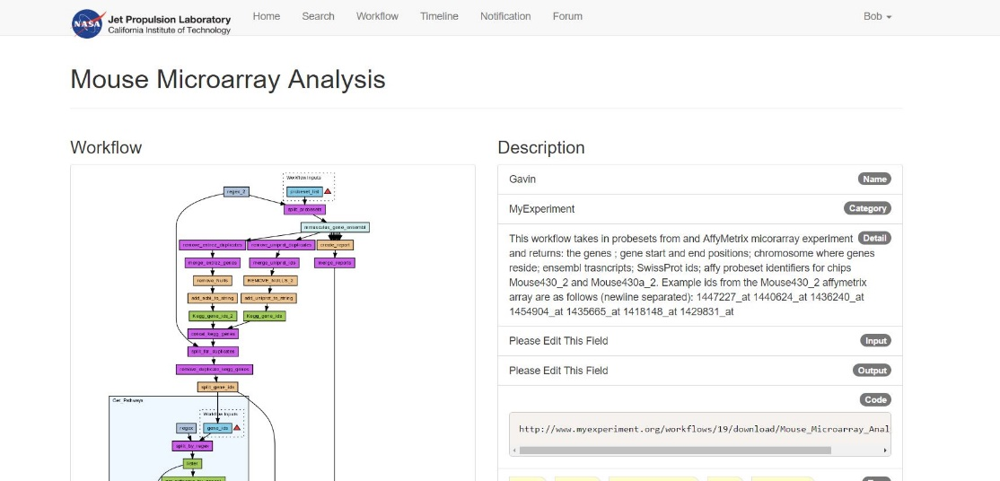 NASA Jet Propulsion Laboratory
California Institute of Technology
Home Search Workflow Timeline Notification Forum Bob
Mouse Microarray Analysis
Workflow
Workflow Inputs
regex_2 probeset_list
split_probesets
mmusculus_gene_ensembl
remove_entrez_duplicates remove_uniprot_duplicates create_report
merge_entrez_genes merge_uniprot_ids merge_reports
remove_Nulls REMOVE_NULLS_2
add_ncbi_to_string add_uniprot_to_string
Kegg_gene_ids_2 Kegg_gene_ids
concat_kegg_genes
split_for_duplicates
remove_duplicate_kegg_genes
split_gene_ids
Get_Pathways
Workflow Inputs
regex gene_ids
split_by_regex
Description
Gavin Name
MyExperiment Category
This workflow takes in probesets from and AffyMetrix micorarray experiment Detail
and returns: the genes ; gene start and end positions; chromosome where genes
reside; ensembl trasncripts; SwissProt ids; affy probeset identifiers for chips
Mouse430_2 and Mouse430a_2. Example ids from the Mouse430_2 affymetrix
array are as follows (newline separated): 1447227_at 1440624_at 1436240_at
1454904_at 1435665_at 1418148_at 1429831_at
Please Edit This Field Input
Please Edit This Field Output
Code
http://www.myexperiment.org/workflows/19/download/Mouse_Microarray_Anal